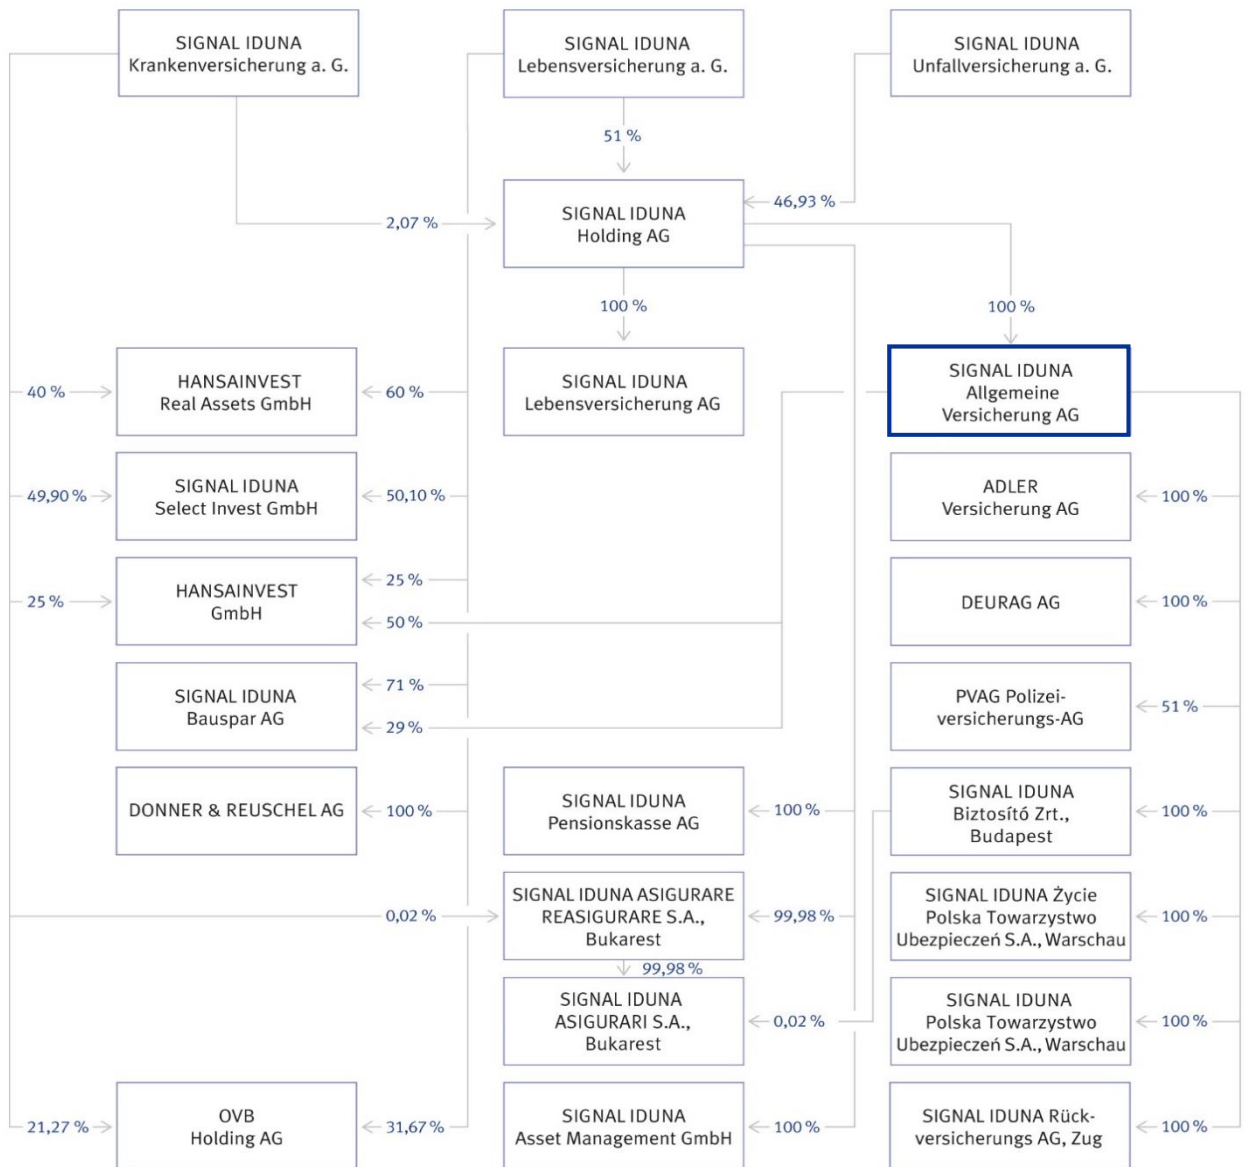 SIGNAL IDUNA
Krankenversicherung a. G.
SIGNAL IDUNA
Lebensversicherung a. G.
SIGNAL IDUNA
Unfallversicherung a. G.
51 %
2,07 %
SIGNAL IDUNA
Holding AG
46,93 %
100 %
100 %
40 %
HANSAINVEST
Real Assets GmbH
60 %
SIGNAL IDUNA
Lebensversicherung AG
SIGNAL IDUNA
Allgemeine
Versicherung AG
49,90 %
SIGNAL IDUNA
Select Invest GmbH
50,10 %
ADLER
Versicherung AG
100 %
25 %
HANSAINVEST
GmbH
25 %
50 %
DEURAG AG
100 %
SIGNAL IDUNA
Bauspar AG
71 %
29 %
PVAG Polizei-
versicherungs-AG
51 %
DONNER & REUSCHEL AG
100 %
SIGNAL IDUNA
Pensionskasse AG
100 %
SIGNAL IDUNA
Biztosító Zrt.,
Budapest
100 %
0,02 %
SIGNAL IDUNA ASIGURARE
REASIGURARE S.A.,
Bukarest
99,98 %
SIGNAL IDUNA Życie
Polska Towarzystwo
Ubezpieczeń S.A., Warschau
100 %
99,98 %
SIGNAL IDUNA
ASIGURARI S.A.,
Bukarest
0,02 %
SIGNAL IDUNA
Polska Towarzystwo
Ubezpieczeń S.A., Warschau
100 %
21,27 %
OVB
Holding AG
31,67 %
SIGNAL IDUNA
Asset Management GmbH
100 %
SIGNAL IDUNA Rück-
versicherungs AG, Zug
100 %